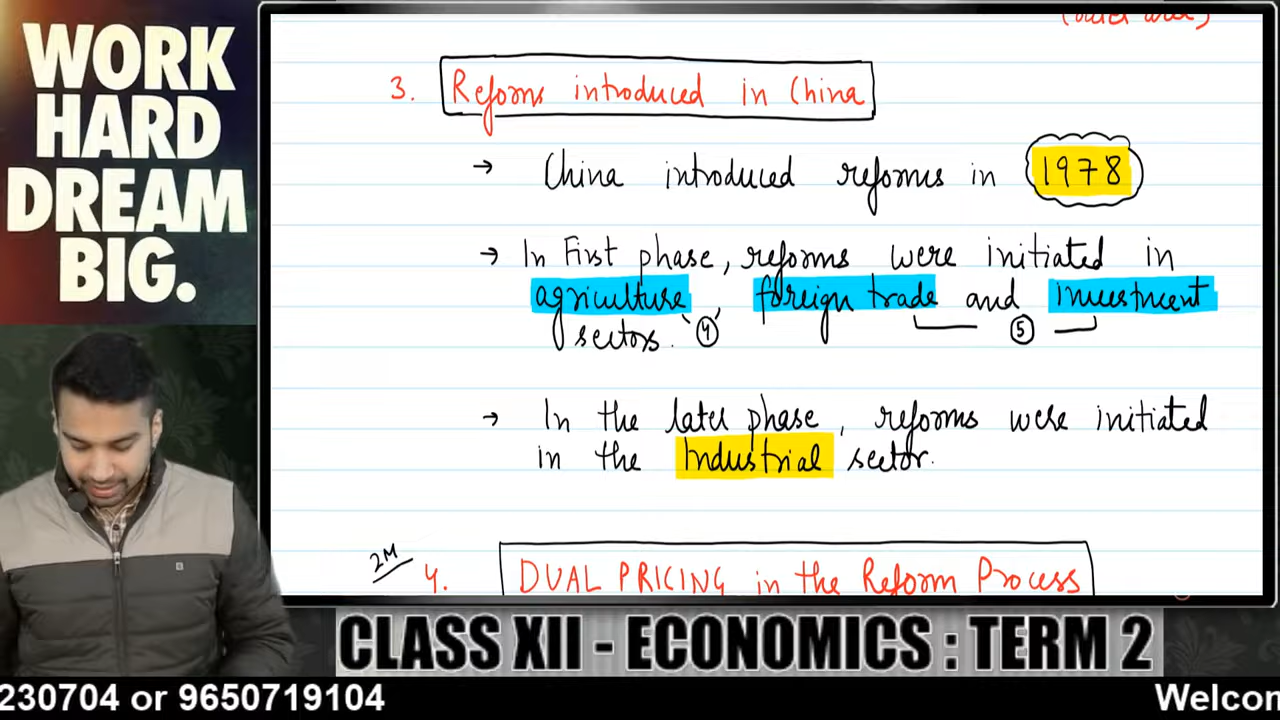 WORK
HARD
DREAM
BIG.
3. Reforms introduced in China
→ China introduced reforms in 1978
→ In First phase, reforms were initiated in
agriculture, foreign trade and investment
sectors. 4 5
→ In the later phase, reforms were initiated
in the Industrial sector.
2M
4. DUAL PRICING in the Reform Process
CLASS XII - ECONOMICS : TERM 2
230704 or 9650719104
Welcon